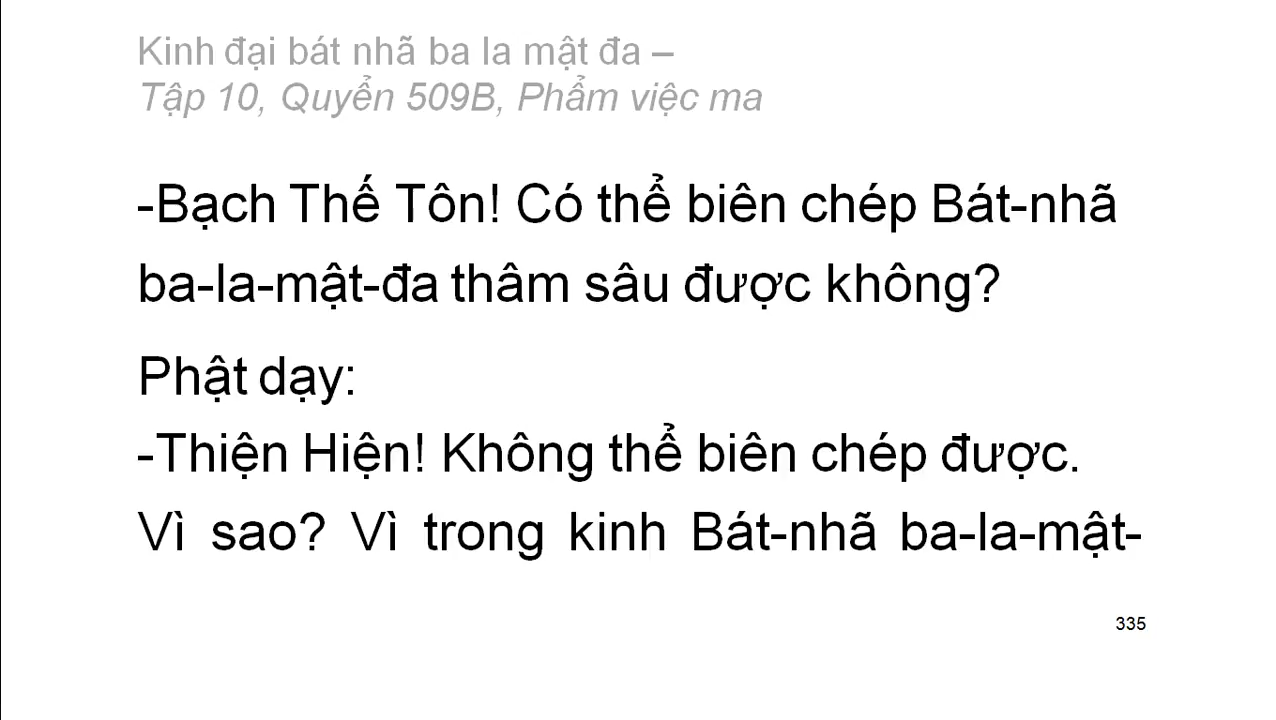 Kinh đại bát nhã ba la mật đa –
Tập 10, Quyển 509B, Phẩm việc ma
-Bạch Thế Tôn! Có thể biên chép Bát-nhã
ba-la-mật-đa thâm sâu được không?
Phật dạy:
-Thiện Hiện! Không thể biên chép được.
Vì sao? Vì trong kinh Bát-nhã ba-la-mật-
335